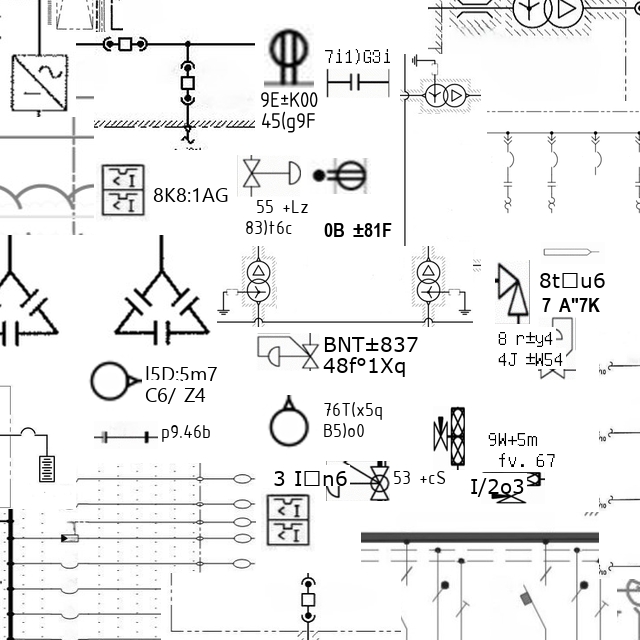 7i1)G3i
9E±K00
45(g9F
8K8:1AG
55 +Lz
83)t6c
0B ±81F
8t□u6
7 A"7K
8 r±y4
4J ±W54
BNT±837
48f°1Xq
I5D:5m7
C6/ Z4
76T(x5q
B5)o0
p9.46b
9W+5m
fv. 67
3 I□n6
53 +cS
I/2o3